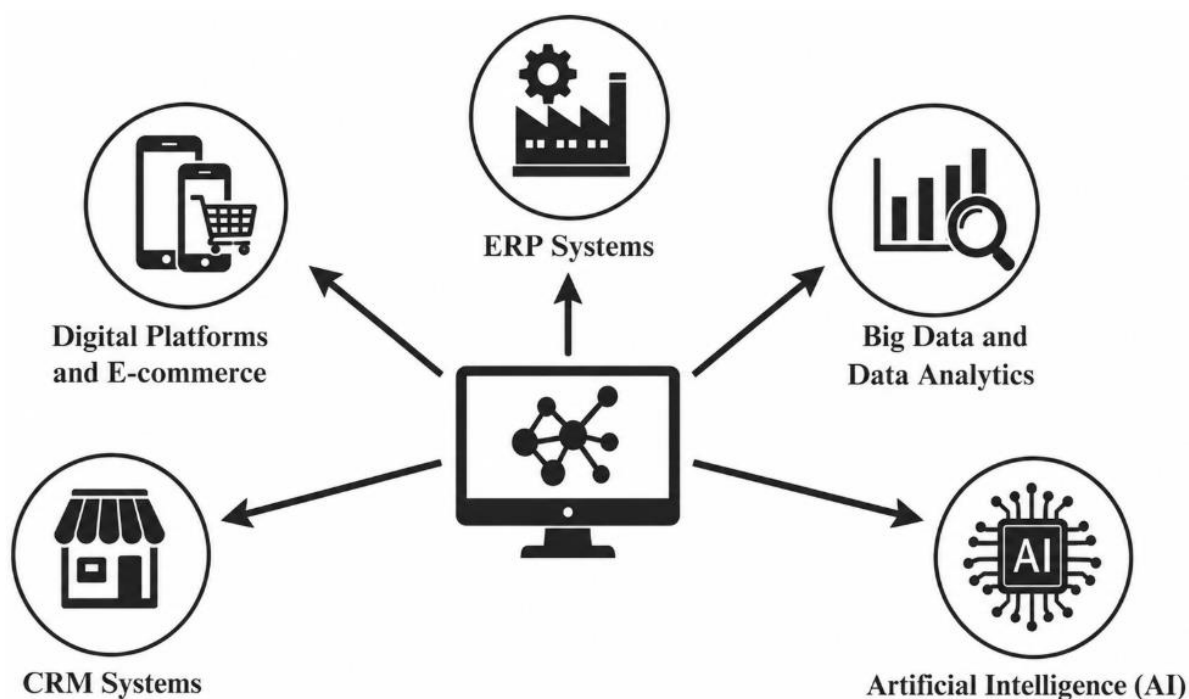 ERP Systems
Digital Platforms
and E-commerce
Big Data and
Data Analytics
AI
CRM Systems
Artificial Intelligence (AI)